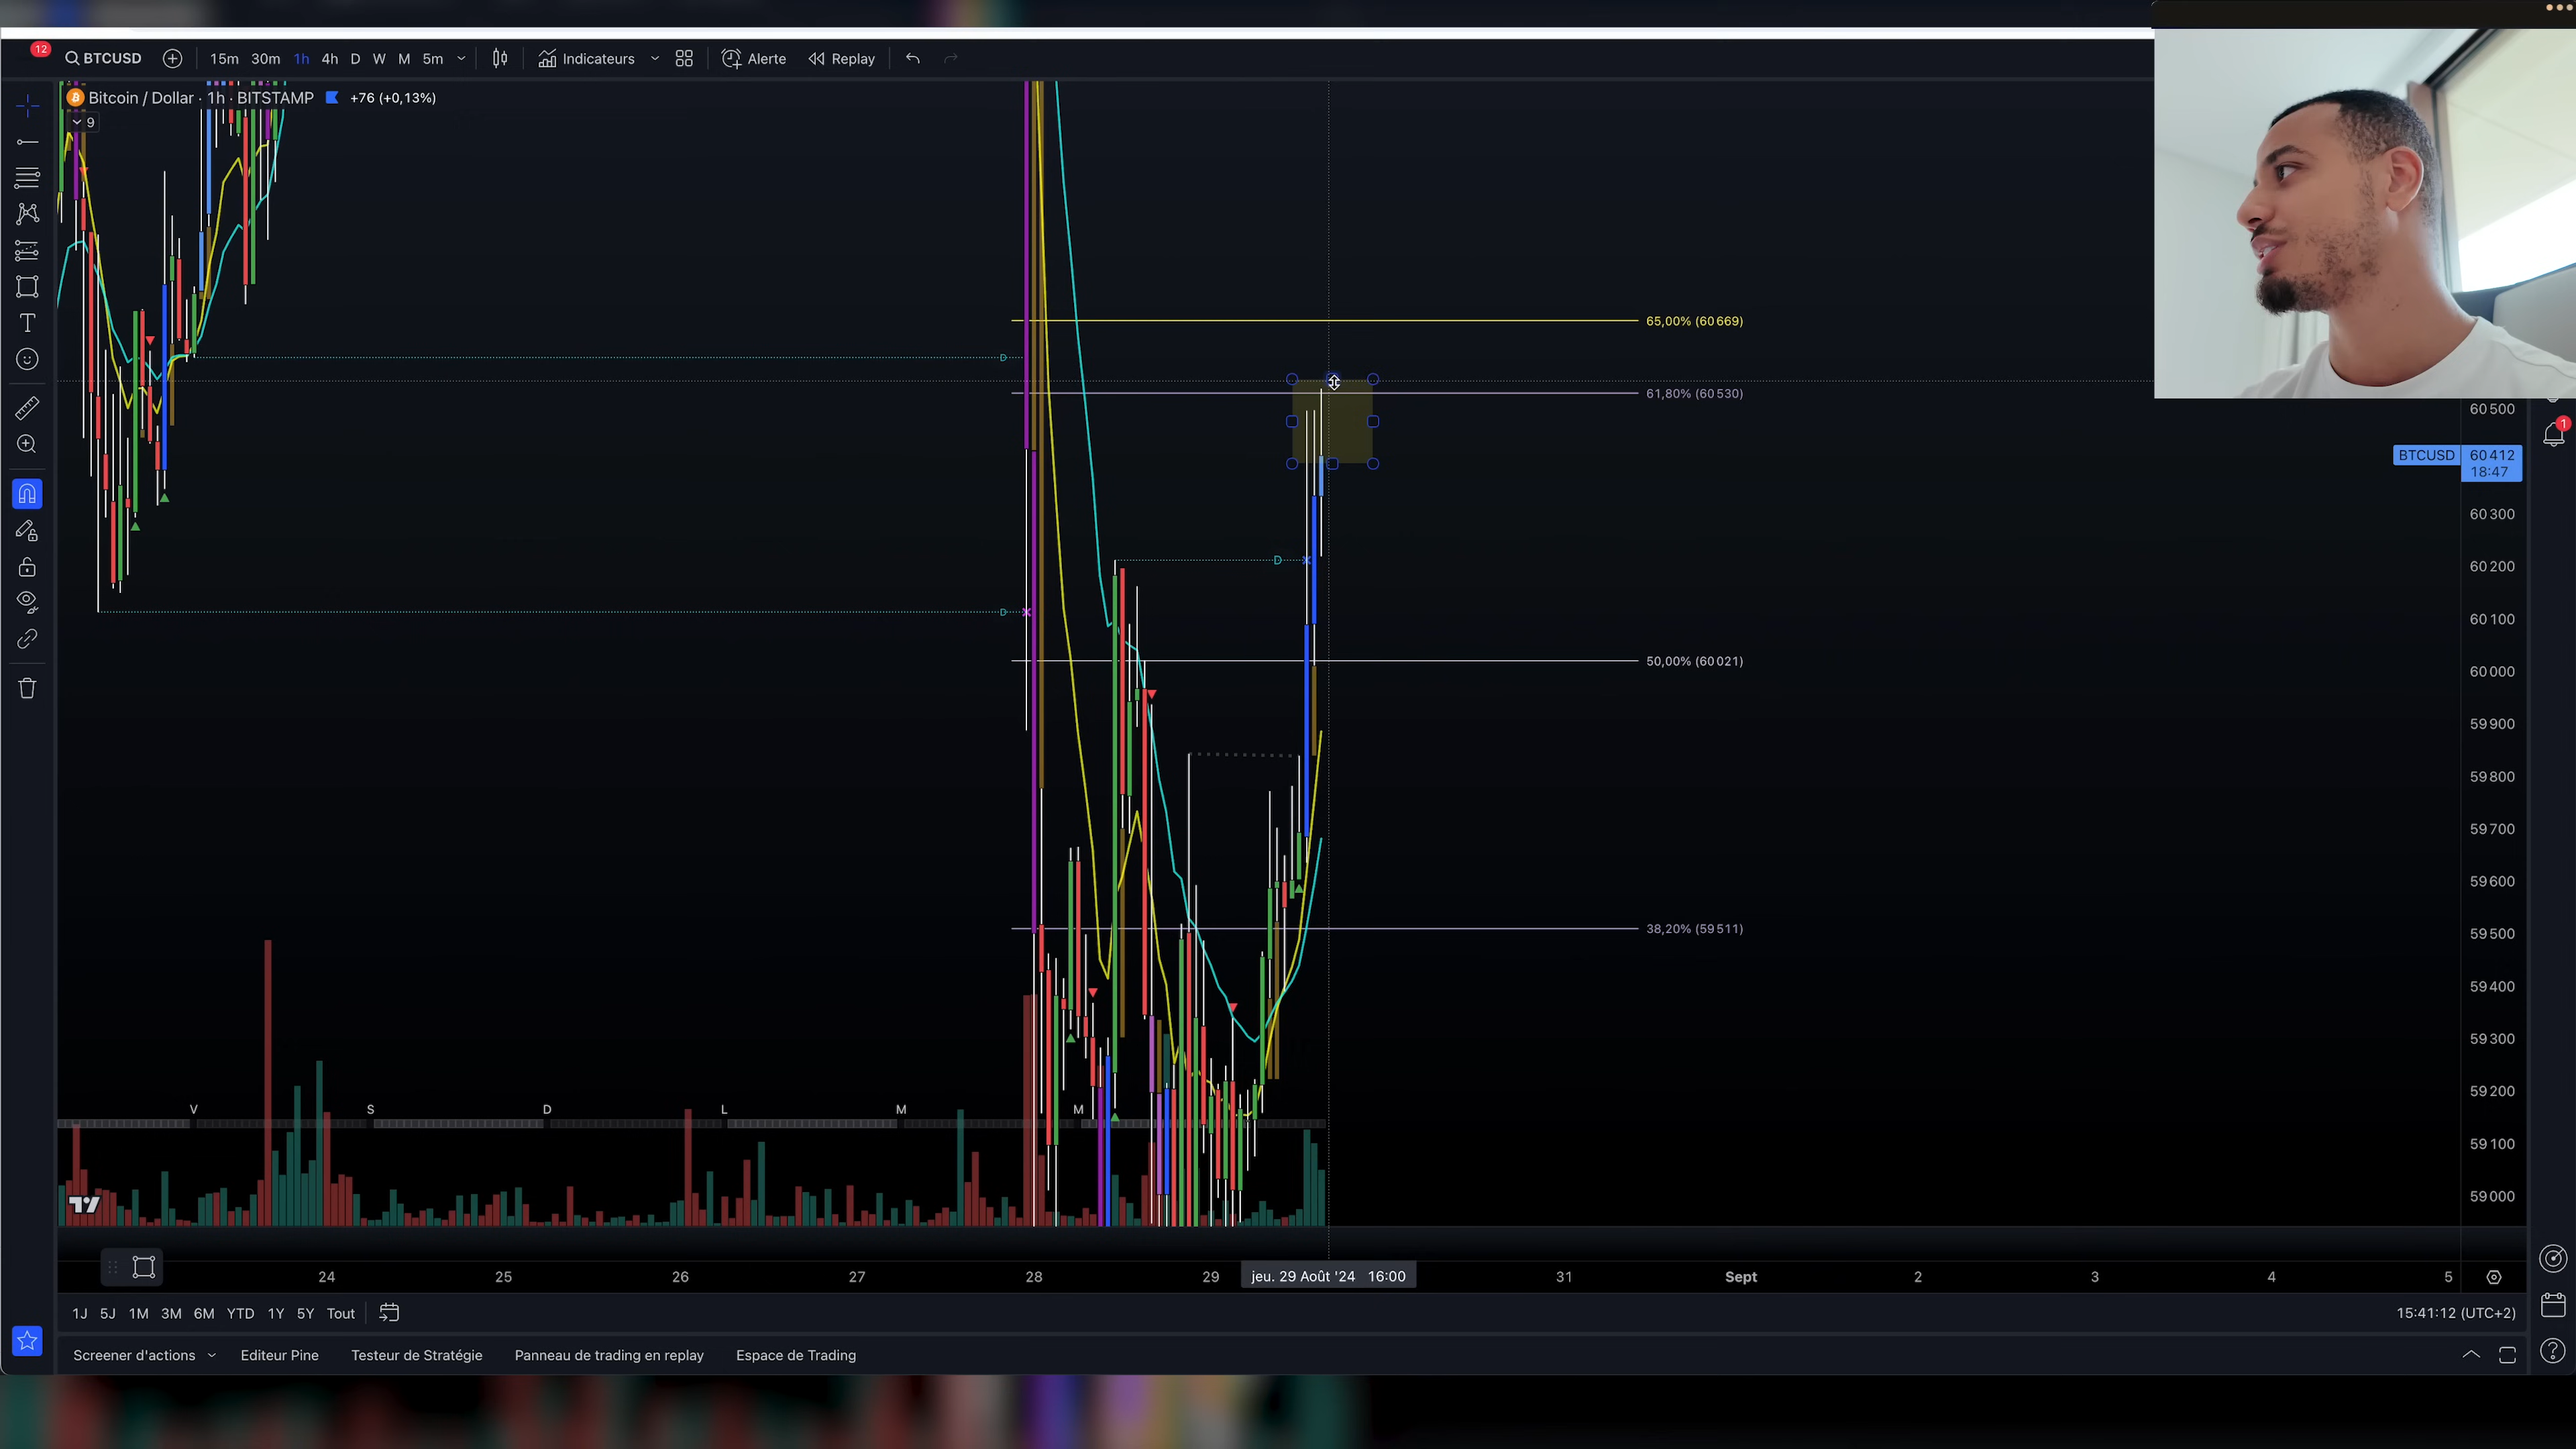 12 BTCUSD 15m 30m 1h 4h D W M 5m Indicateurs Alerte Replay
Bitcoin / Dollar · 1h · BITSTAMP +76 (+0,13%)
9
65,00% (60 669)
D
61,80% (60 530)
60 500
1
BTCUSD 60 412
18:47
60 300
D
60 200
D
60 100
50,00% (60 021)
60 000
59 900
59 800
59 700
59 600
38,20% (59 511)
59 500
59 400
59 300
59 200
V S D L M M
59 100
59 000
24 25 26 27 28 29 jeu. 29 Août '24 16:00 31 Sept 2 3 4 5
1J 5J 1M 3M 6M YTD 1Y 5Y Tout 15:41:12 (UTC+2)
Screener d'actions Editeur Pine Testeur de Stratégie Panneau de trading en replay Espace de Trading